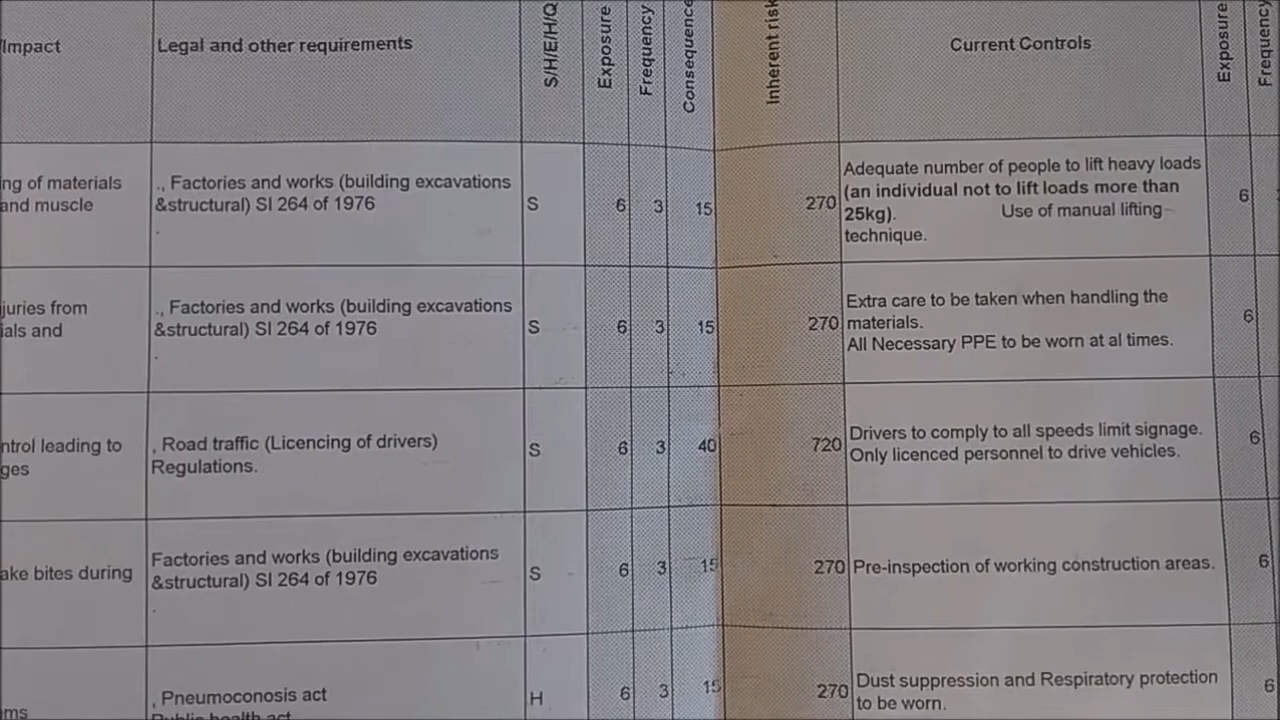 /Impact
Legal and other requirements
S/H/E/H/Q
Exposure
Frequency
Consequence
Inherent risk
Current Controls
Exposure
Frequency
ng of materials
and muscle
., Factories and works (building excavations
&structural) SI 264 of 1976
.
S
6
3
15
270
Adequate number of people to lift heavy loads
(an individual not to lift loads more than
25kg). Use of manual lifting
technique.
6
juries from
ials and
., Factories and works (building excavations
&structural) SI 264 of 1976
.
S
6
3
15
270
Extra care to be taken when handling the
materials.
All Necessary PPE to be worn at al times.
6
ntrol leading to
ges
, Road traffic (Licencing of drivers)
Regulations.
S
6
3
40
720
Drivers to comply to all speeds limit signage.
Only licenced personnel to drive vehicles.
6
ake bites during
Factories and works (building excavations
&structural) SI 264 of 1976
.
S
6
3
15
270
Pre-inspection of working construction areas.
6
ms
, Pneumoconosis act
Public health act
H
6
3
15
270
Dust suppression and Respiratory protection
to be worn.
6